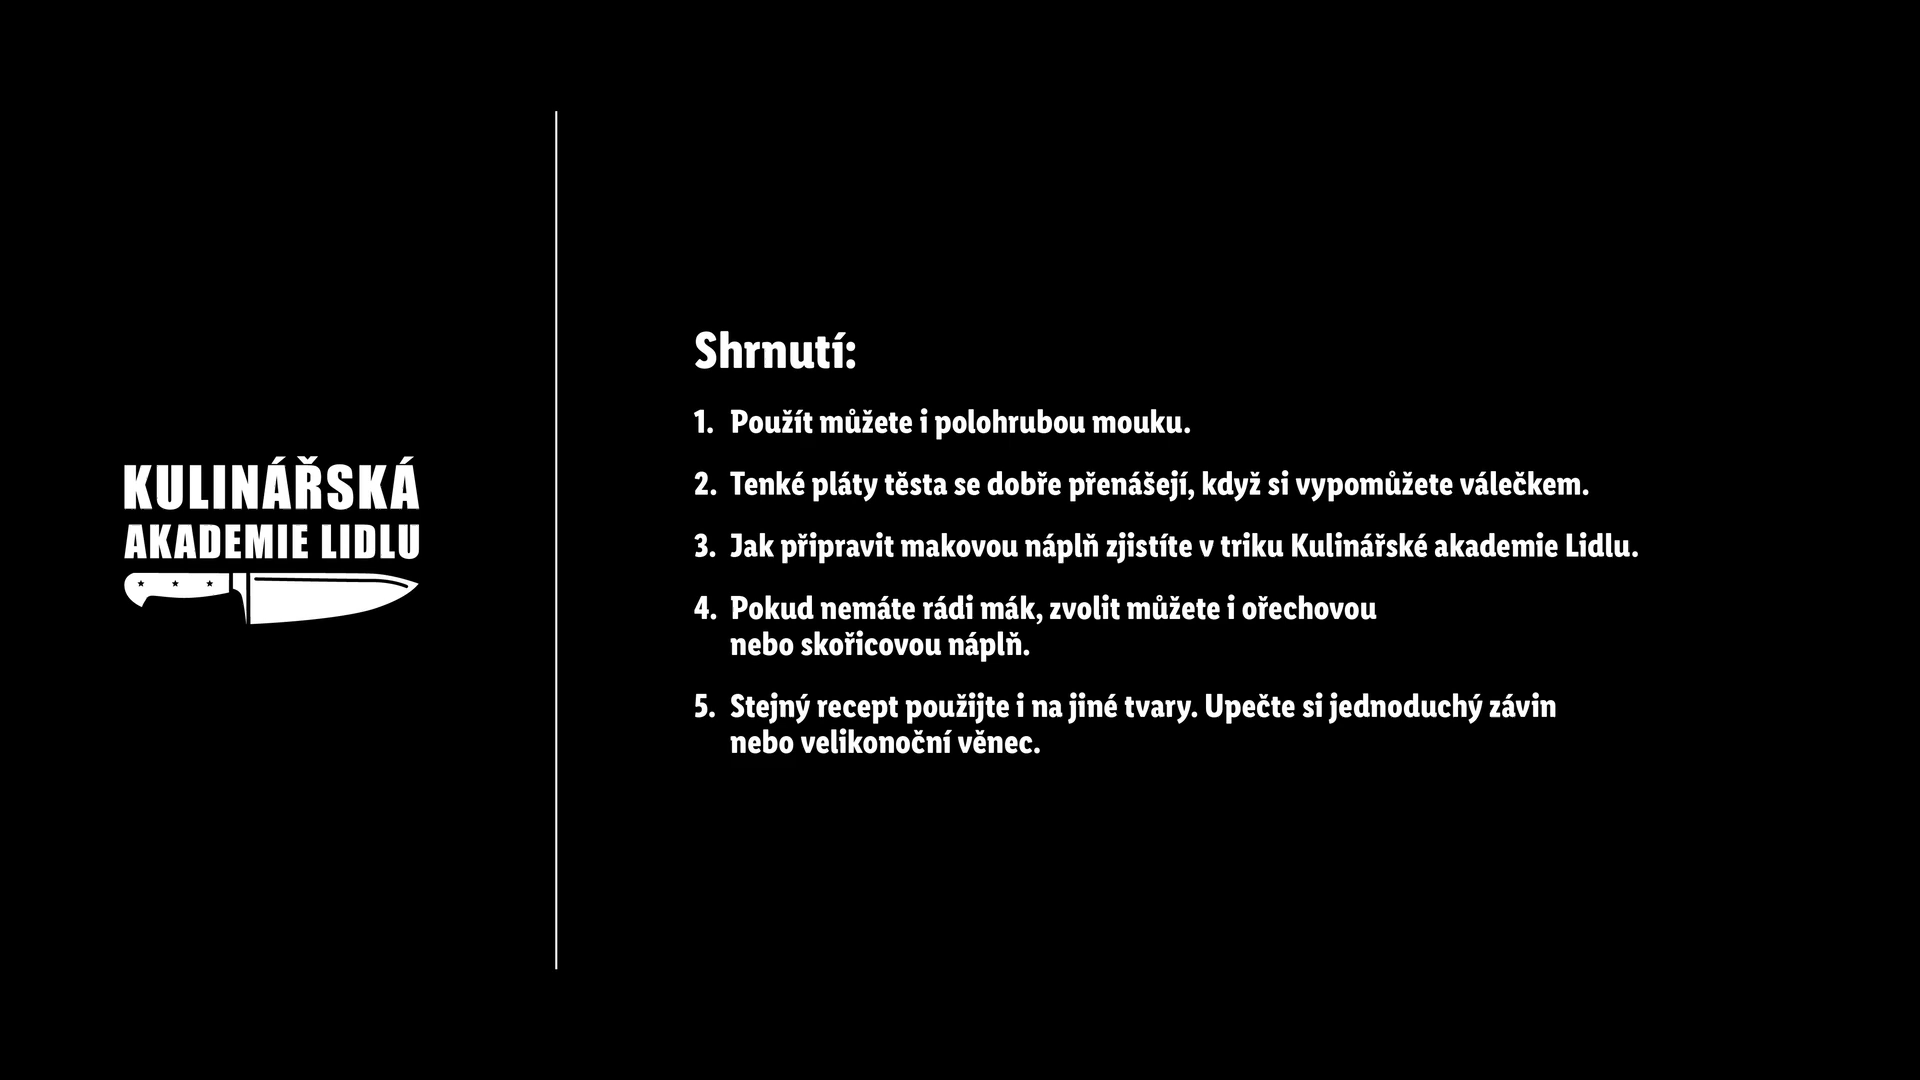 KULINÁŘSKÁ
AKADEMIE LIDLU
Shrnutí:
1. Použít můžete i polohrubou mouku.
2. Tenké pláty těsta se dobře přenášejí, když si vypomůžete válečkem.
3. Jak připravit makovou náplň zjistíte v triku Kulinářské akademie Lidlu.
4. Pokud nemáte rádi mák, zvolit můžete i ořechovou
nebo skořicovou náplň.
5. Stejný recept použijte i na jiné tvary. Upečte si jednoduchý závin
nebo velikonoční věnec.